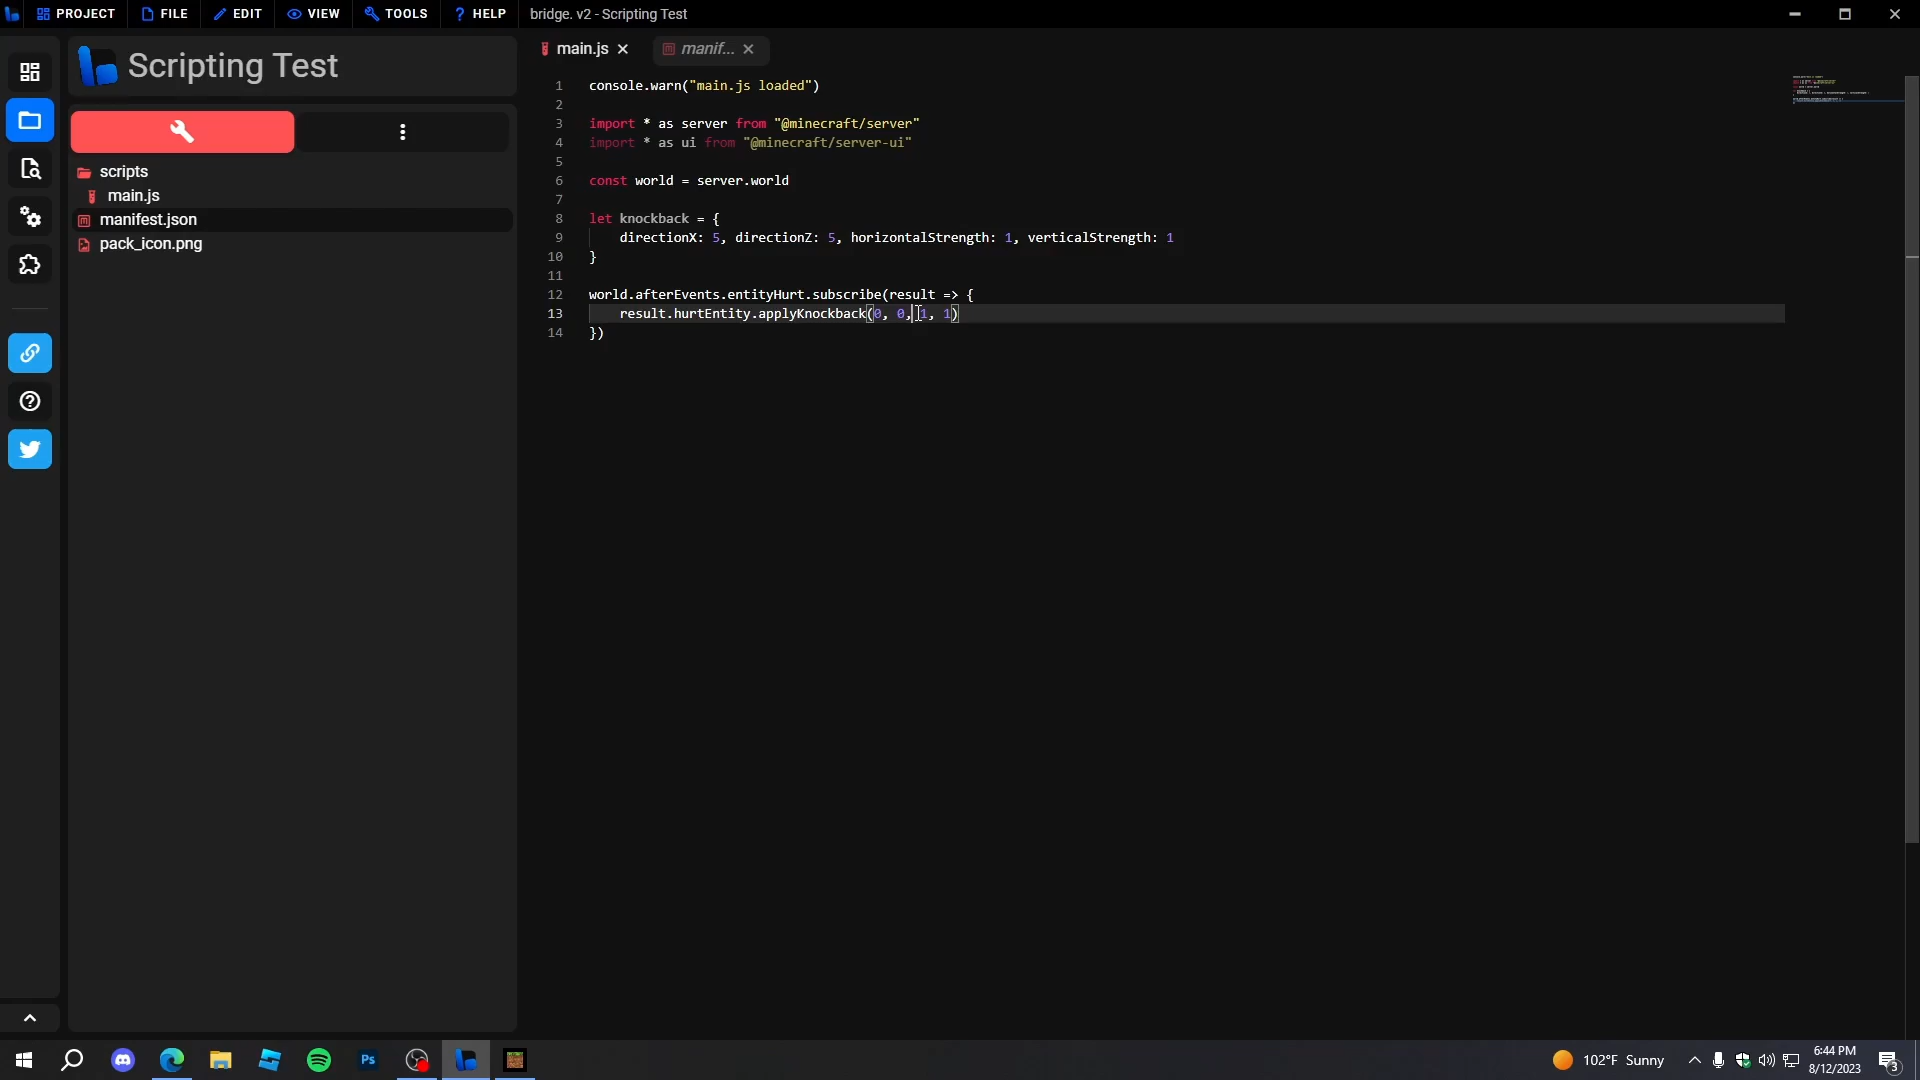 PROJECT FILE EDIT VIEW TOOLS HELP bridge. v2 - Scripting Test
Scripting Test
scripts
main.js
manifest.json
pack_icon.png
main.js manif...
1 console.warn("main.js loaded")
2
3 import * as server from "@minecraft/server"
4 import * as ui from "@minecraft/server-ui"
5
6 const world = server.world
7
8 let knockback = {
9 directionX: 5, directionZ: 5, horizontalStrength: 1, verticalStrength: 1
10 }
11
12 world.afterEvents.entityHurt.subscribe(result => {
13 result.hurtEntity.applyKnockback(0, 0, 1, 1)
14 })
Ps
102°F Sunny
6:44 PM
8/12/2023
3